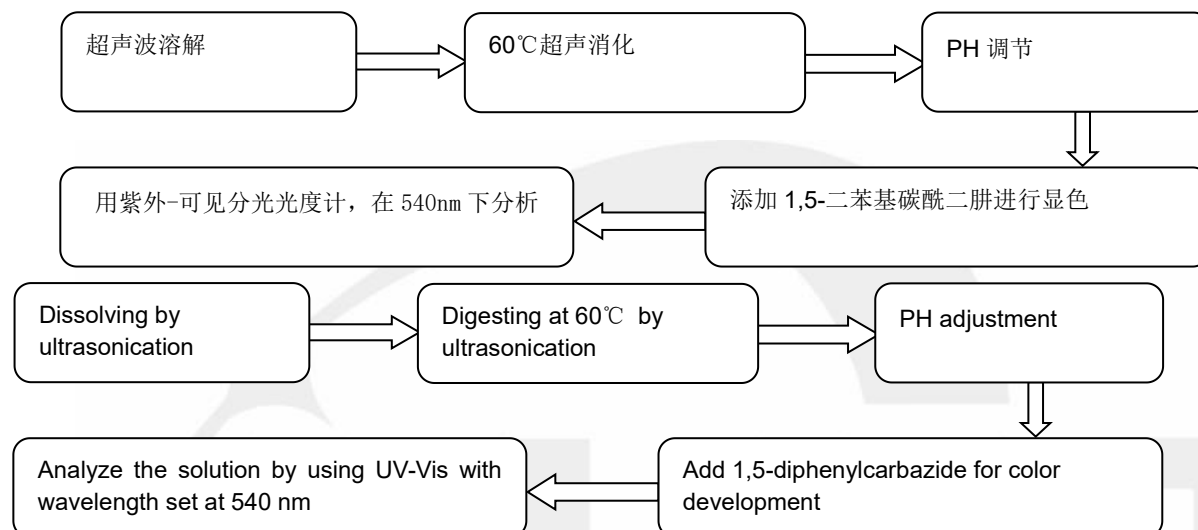 超声波溶解
60℃超声消化
PH 调节
添加 1,5-二苯基碳酰二肼进行显色
用紫外-可见分光光度计，在 540nm 下分析
Dissolving by
ultrasonication
Digesting at 60℃ by
ultrasonication
PH adjustment
Add 1,5-diphenylcarbazide for color
development
Analyze the solution by using UV-Vis with
wavelength set at 540 nm